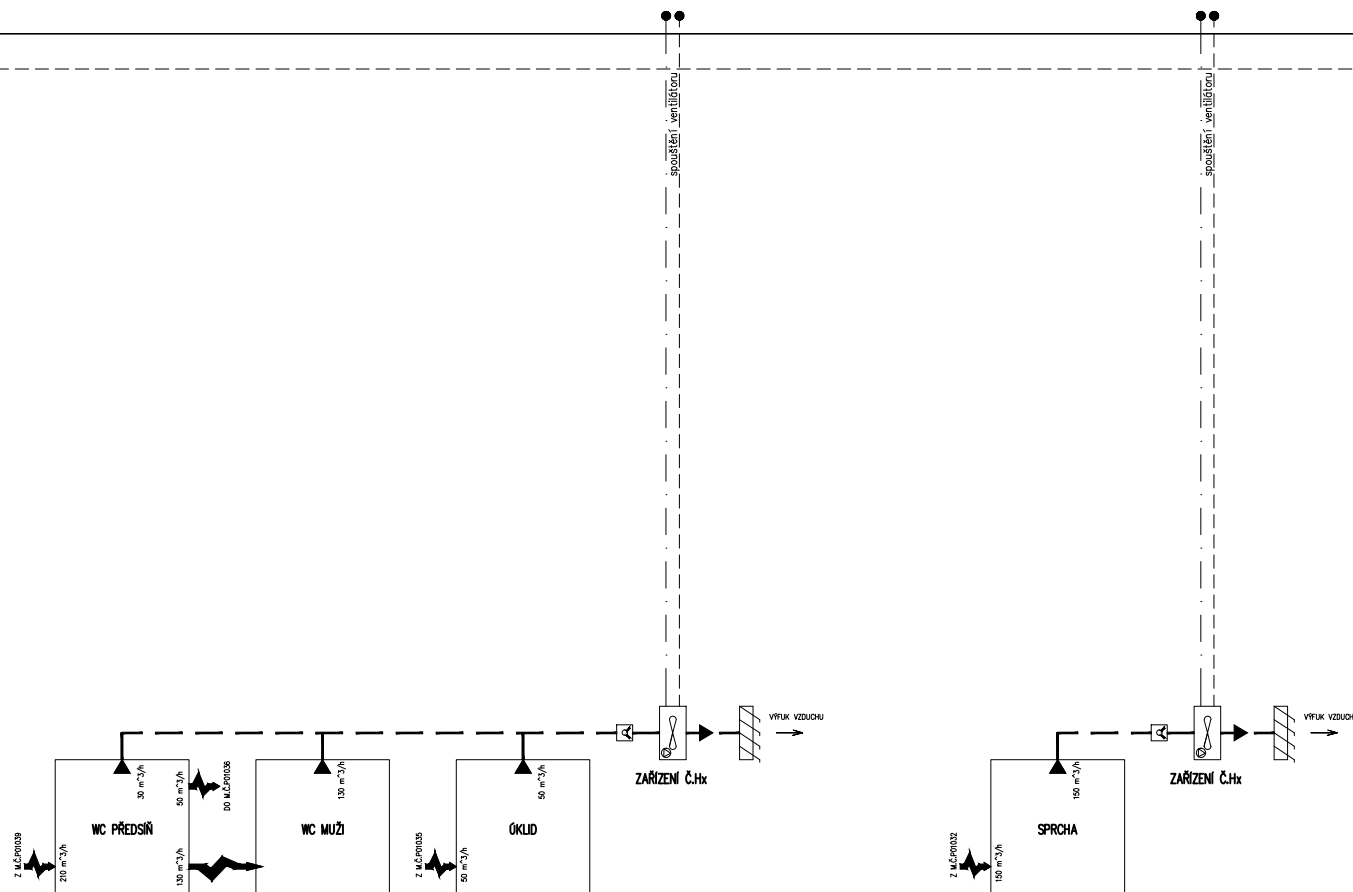 spouštění ventilátoru
spouštění ventilátoru
VÝFUK VZDUCHU
VÝFUK VZDUCH
ZAŘÍZENÍ Č.Hx
ZAŘÍZENÍ Č.Hx
30 m^3/h
50 m^3/h
DO M.Č.P01036
130 m^3/h
50 m^3/h
150 m^3/h
WC PŘEDSÍŇ
WC MUŽI
ÚKLID
SPRCHA
Z M.Č.P01039
210 m^3/h
130 m^3/h
Z M.Č.P01035
50 m^3/h
Z M.Č.P01032
150 m^3/h